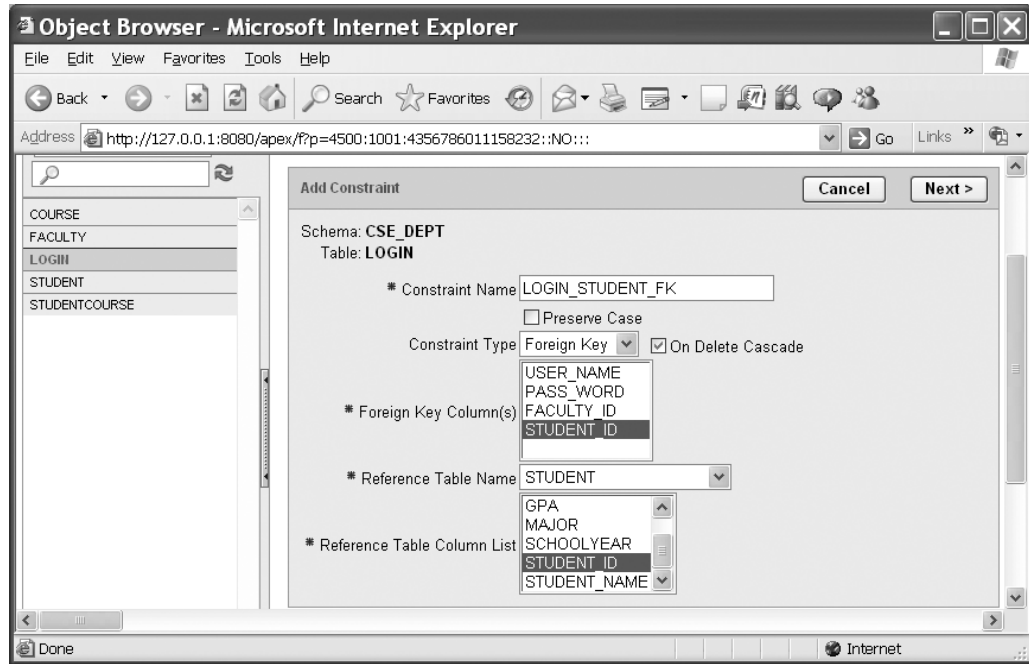 Object Browser - Microsoft Internet Explorer
File Edit View Favorites Tools Help
Back Search Favorites
Address http://127.0.0.1:8080/apex/f?p=4500:1001:4356786011158232::NO::: Go Links »
Add Constraint Cancel Next >
COURSE
FACULTY
LOGIN
STUDENT
STUDENTCOURSE
Schema: CSE_DEPT
Table: LOGIN
* Constraint Name LOGIN_STUDENT_FK
Preserve Case
Constraint Type Foreign Key On Delete Cascade
* Foreign Key Column(s)
USER_NAME
PASS_WORD
FACULTY_ID
STUDENT_ID
* Reference Table Name STUDENT
* Reference Table Column List
GPA
MAJOR
SCHOOLYEAR
STUDENT_ID
STUDENT_NAME
Done Internet